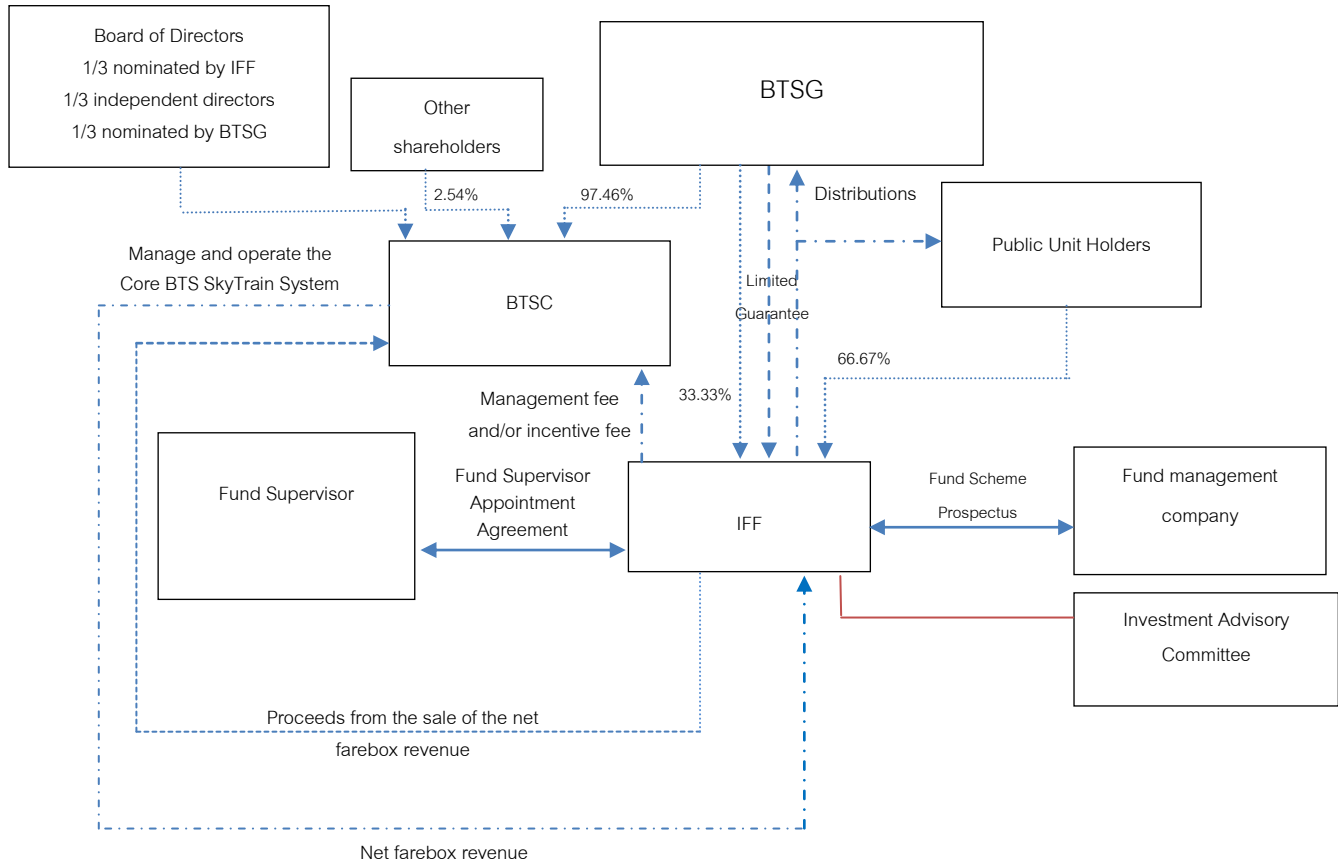 Board of Directors
1/3 nominated by IFF
1/3 independent directors
1/3 nominated by BTSG
Other
shareholders
BTSG
2.54%
97.46%
Distributions
Public Unit Holders
Manage and operate the
Core BTS SkyTrain System
BTSC
Limited
Guarantee
66.67%
33.33%
Management fee
and/or incentive fee
Fund Supervisor
Fund Supervisor
Appointment
Agreement
IFF
Fund Scheme
Prospectus
Fund management
company
Investment Advisory
Committee
Proceeds from the sale of the net
farebox revenue
Net farebox revenue